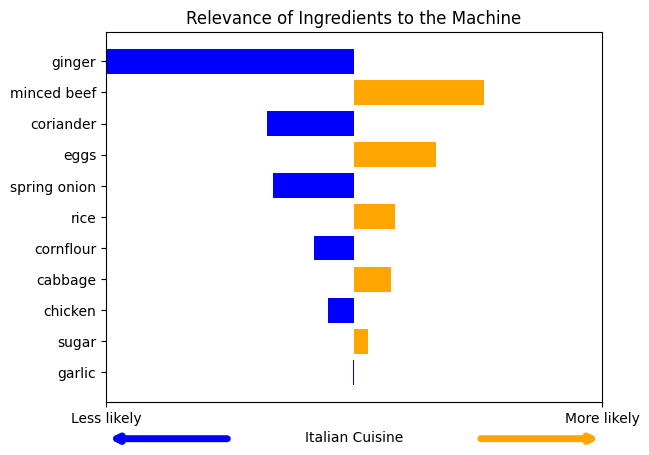 Relevance of Ingredients to the Machine
ginger
minced beef
coriander
eggs
spring onion
rice
cornflour
cabbage
chicken
sugar
garlic
Less likely
More likely
Italian Cuisine